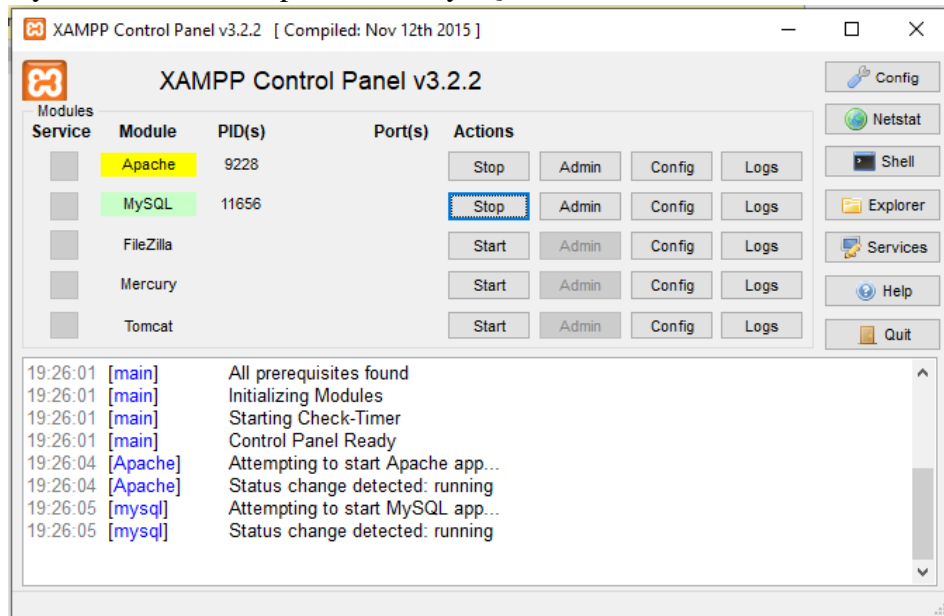 XAMPP Control Panel v3.2.2 [ Compiled: Nov 12th 2015 ]
XAMPP Control Panel v3.2.2
Config
Modules
Netstat
Service Module PID(s) Port(s) Actions
Apache 9228 Stop Admin Config Logs Shell
MySQL 11656 Stop Admin Config Logs Explorer
FileZilla Start Admin Config Logs Services
Mercury Start Admin Config Logs Help
Tomcat Start Admin Config Logs Quit
19:26:01 [main] All prerequisites found
19:26:01 [main] Initializing Modules
19:26:01 [main] Starting Check-Timer
19:26:01 [main] Control Panel Ready
19:26:04 [Apache] Attempting to start Apache app...
19:26:04 [Apache] Status change detected: running
19:26:05 [mysql] Attempting to start MySQL app...
19:26:05 [mysql] Status change detected: running